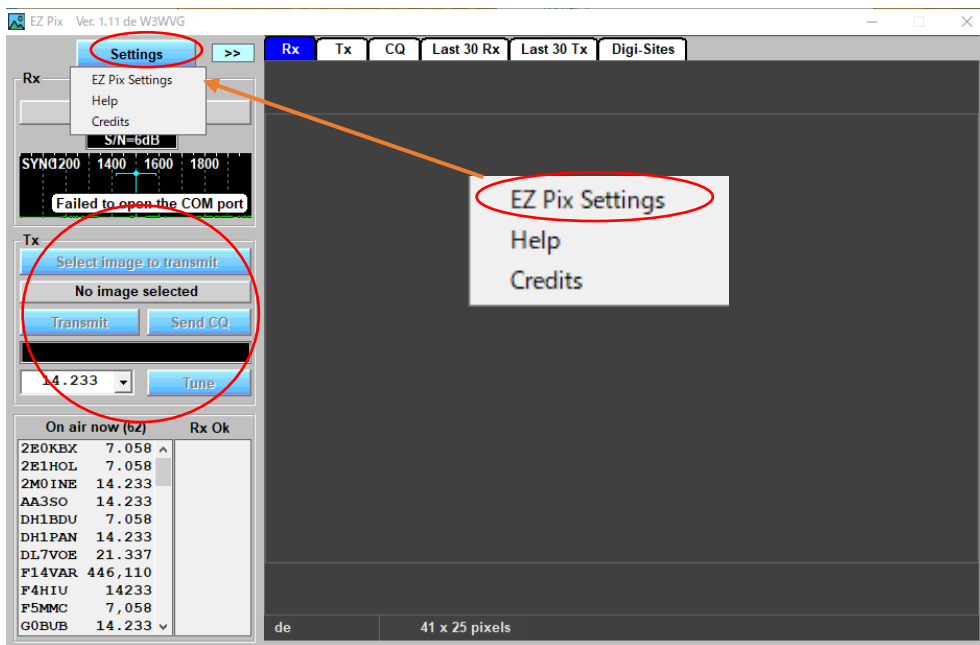 EZ Pix Ver. 1.11 de W3WVG
Settings
>>
Rx
Tx
CQ
Last 30 Rx
Last 30 Tx
Digi-Sites
Rx
EZ Pix Settings
Help
Credits
S/N=6dB
SYNC 1200 1400 1600 1800
Failed to open the COM port
EZ Pix Settings
Help
Credits
Tx
Select image to transmit
No image selected
Transmit
Send CQ
14.233
Tune
On air now (62)
Rx Ok
2E0KBX 7.058
2E1HOL 7.058
2M0INE 14.233
AA3SO 14.233
DH1BDU 7.058
DH1PAN 14.233
DL7VOE 21.337
F14VAR 446,110
F4HIU 14233
F5MMC 7,058
G0BUB 14.233
de
41 x 25 pixels